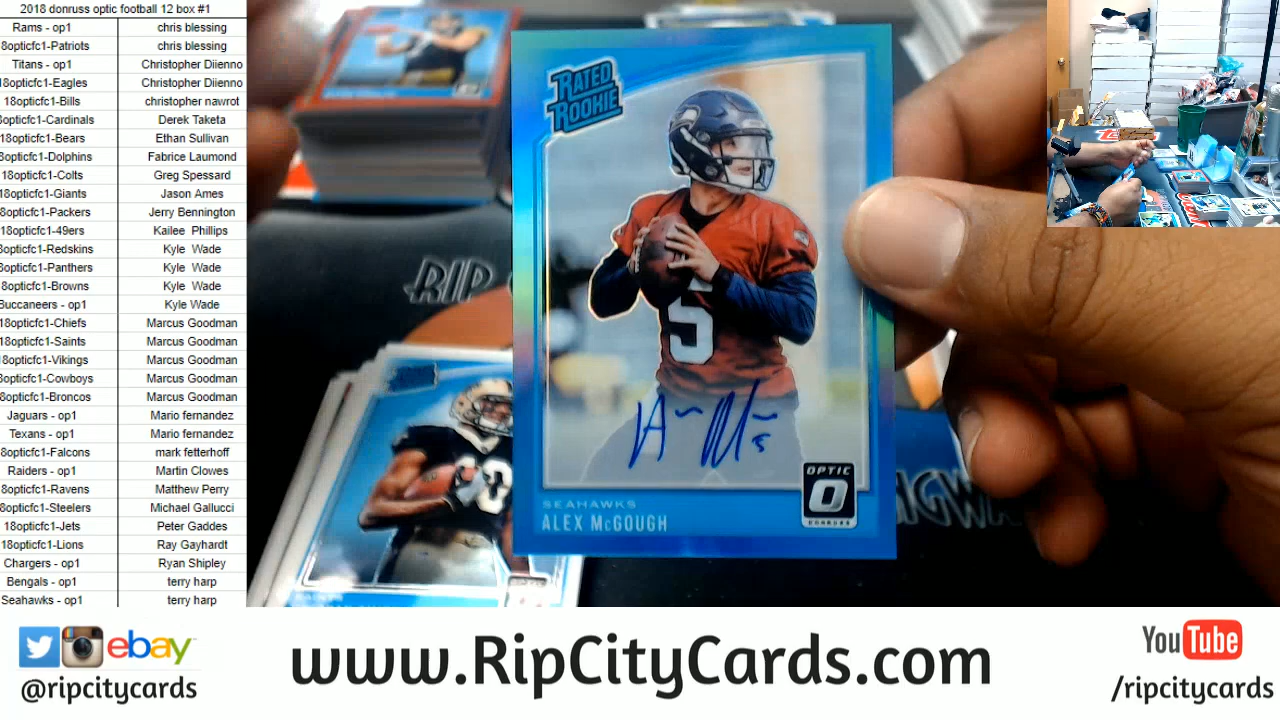 2018 donruss optic football 12 box #1
Rams - op1 chris blessing
8opticfc1-Patriots chris blessing
Titans - op1 Christopher Diienno
8opticfc1-Eagles Christopher Diienno
18opticfc1-Bills christopher nawrot
8opticfc1-Cardinals Derek Taketa
18opticfc1-Bears Ethan Sullivan
8opticfc1-Dolphins Fabrice Laumond
18opticfc1-Colts Greg Spessard
18opticfc1-Giants Jason Ames
8opticfc1-Packers Jerry Bennington
18opticfc1-49ers Kailee Phillips
8opticfc1-Redskins Kyle Wade
8opticfc1-Panthers Kyle Wade
8opticfc1-Browns Kyle Wade
Buccaneers - op1 Kyle Wade
18opticfc1-Chiefs Marcus Goodman
18opticfc1-Saints Marcus Goodman
18opticfc1-Vikings Marcus Goodman
8opticfc1-Cowboys Marcus Goodman
8opticfc1-Broncos Marcus Goodman
Jaguars - op1 Mario fernandez
Texans - op1 Mario fernandez
8opticfc1-Falcons mark fetterhoff
Raiders - op1 Martin Clowes
8opticfc1-Ravens Matthew Perry
8opticfc1-Steelers Michael Gallucci
18opticfc1-Jets Peter Gaddes
18opticfc1-Lions Ray Gayhardt
Chargers - op1 Ryan Shipley
Bengals - op1 terry harp
Seahawks - op1 terry harp
RATED
ROOKIE
5
OPTIC
DONRUSS
SEAHAWKS
ALEX McGOUGH
RIP
ebay
@ripcitycards
www.RipCityCards.com
YouTube
/ripcitycards